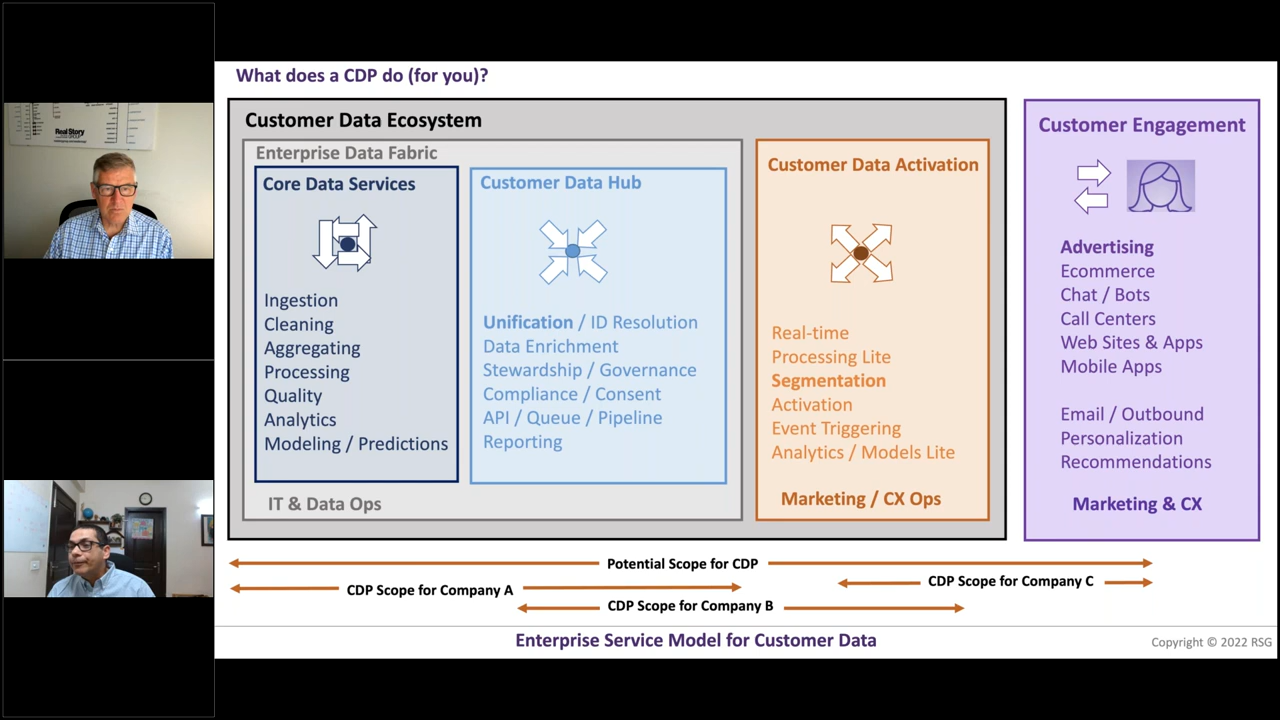 Real Story
What does a CDP do (for you)?
Customer Data Ecosystem
Enterprise Data Fabric
Core Data Services
Ingestion
Cleaning
Aggregating
Processing
Quality
Analytics
Modeling / Predictions
Customer Data Hub
Unification / ID Resolution
Data Enrichment
Stewardship / Governance
Compliance / Consent
API / Queue / Pipeline
Reporting
IT & Data Ops
Customer Data Activation
Real-time
Processing Lite
Segmentation
Activation
Event Triggering
Analytics / Models Lite
Marketing / CX Ops
Customer Engagement
Advertising
Ecommerce
Chat / Bots
Call Centers
Web Sites & Apps
Mobile Apps
Email / Outbound
Personalization
Recommendations
Marketing & CX
Potential Scope for CDP
CDP Scope for Company A
CDP Scope for Company C
CDP Scope for Company B
Enterprise Service Model for Customer Data
Copyright © 2022 RSG